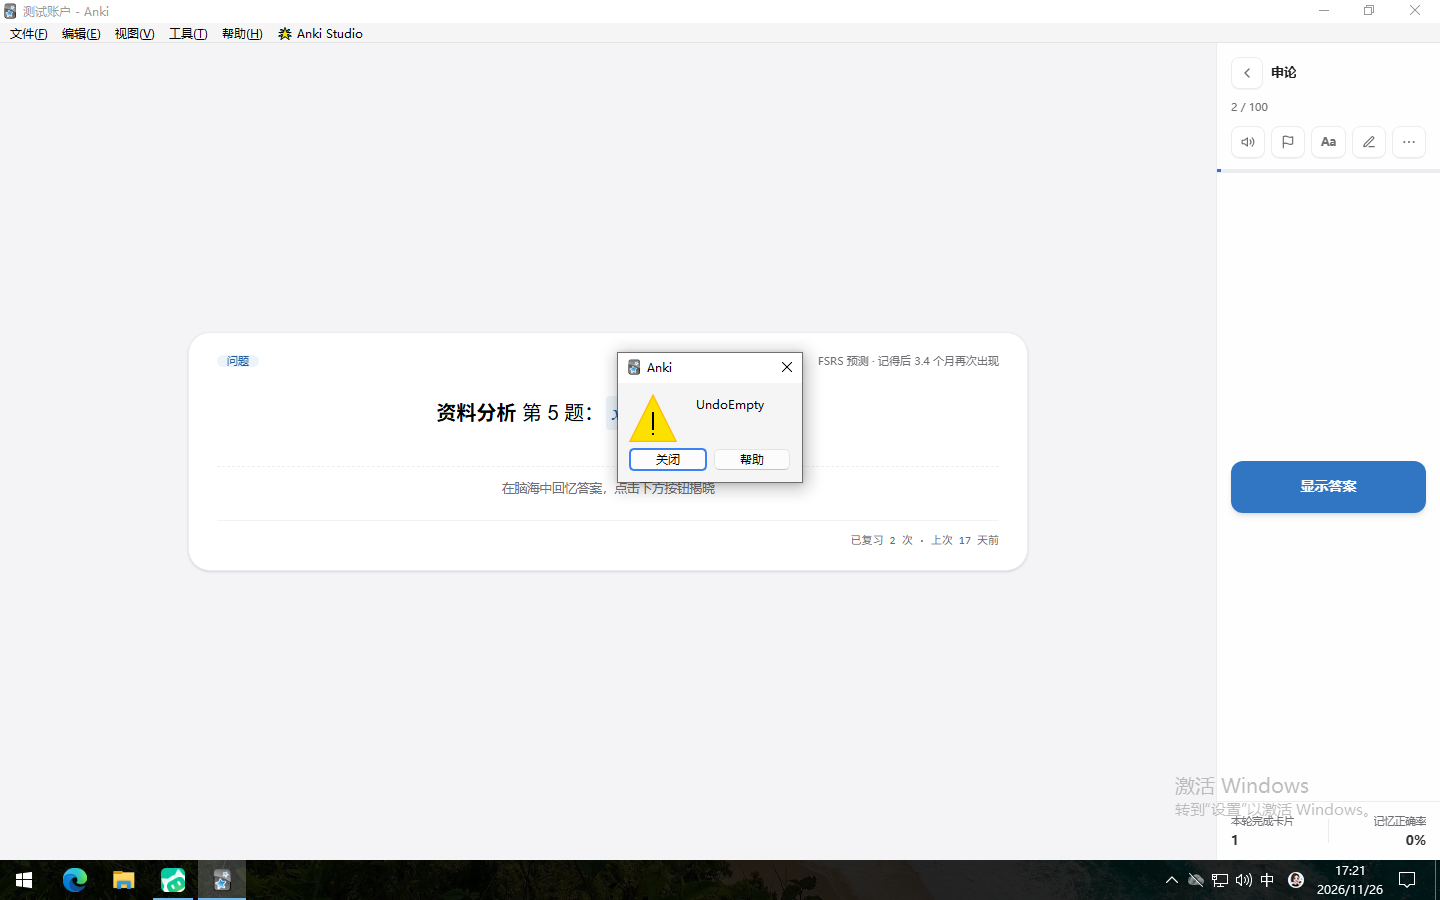 测试账户 - Anki
文件(F) 编辑(E) 视图(V) 工具(T) 帮助(H) Anki Studio
申论
2 / 100
Aa
问题
FSRS 预测 · 记得后 3.4 个月再次出现
资料分析 第 5 题：
Anki
UndoEmpty
关闭
帮助
在脑海中回忆答案，点击下方按钮揭晓
已复习 2 次 · 上次 17 天前
显示答案
激活 Windows
转到“设置”以激活 Windows。
本轮完成卡片
记忆正确率
1
0%
中
17:21
2026/11/26